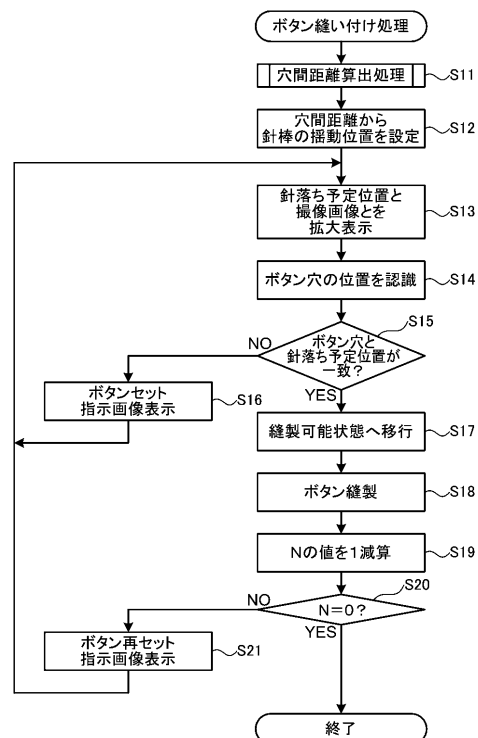 ボタン縫い付け処理
穴間距離算出処理
S11
穴間距離から
針棒の揺動位置を設定
S12
針落ち予定位置と
撮像画像とを
拡大表示
S13
ボタン穴の位置を認識
S14
S15
ボタン穴と
針落ち予定位置が
一致?
NO
YES
ボタンセット
指示画像表示
S16
縫製可能状態へ移行
S17
ボタン縫製
S18
Nの値を1減算
S19
S20
N=0?
NO
YES
ボタン再セット
指示画像表示
S21
終了